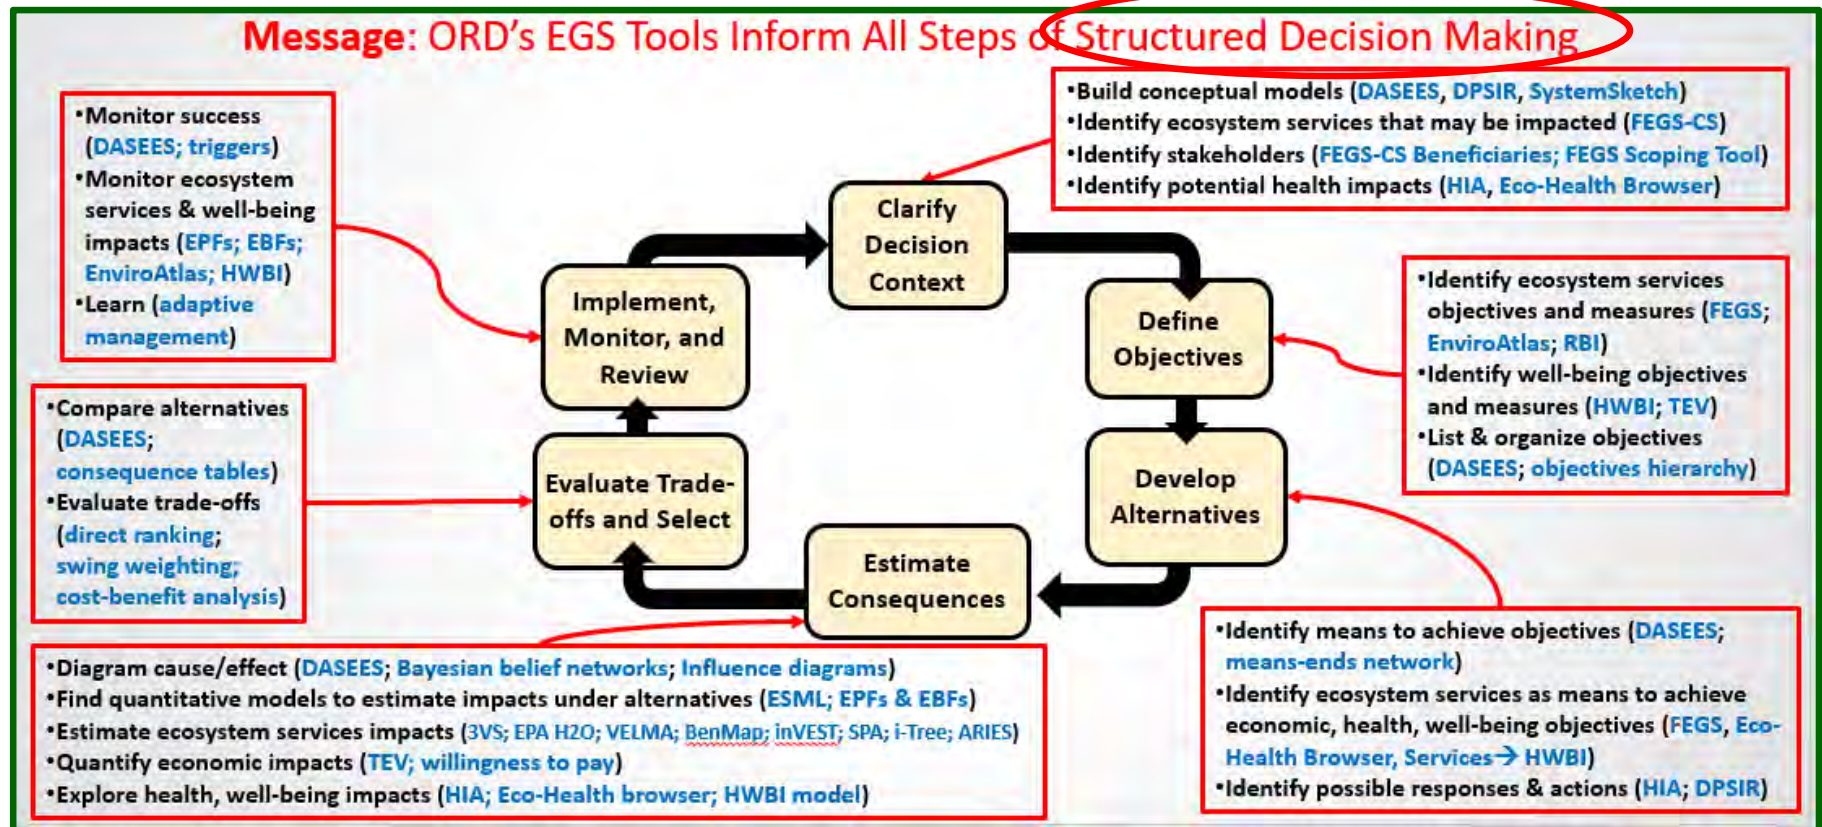 Message: ORD's EGS Tools Inform All Steps of Structured Decision Making
•Build conceptual models (DASEES, DPSIR, SystemSketch)
•Identify ecosystem services that may be impacted (FEGS-CS)
•Identify stakeholders (FEGS-CS Beneficiaries; FEGS Scoping Tool)
•Identify potential health impacts (HIA, Eco-Health Browser)
•Monitor success
(DASEES; triggers)
•Monitor ecosystem
services & well-being
impacts (EPFs; EBFs;
EnviroAtlas; HWBI)
•Learn (adaptive
management)
Clarify
Decision
Context
Implement,
Monitor, and
Review
Define
Objectives
•Identify ecosystem services
objectives and measures (FEGS;
EnviroAtlas; RBI)
•Identify well-being objectives
and measures (HWBI; TEV)
•List & organize objectives
(DASEES; objectives hierarchy)
•Compare alternatives
(DASEES;
consequence tables)
•Evaluate trade-offs
(direct ranking;
swing weighting;
cost-benefit analysis)
Evaluate Trade-
offs and Select
Develop
Alternatives
Estimate
Consequences
•Identify means to achieve objectives (DASEES;
means-ends network)
•Identify ecosystem services as means to achieve
economic, health, well-being objectives (FEGS, Eco-
Health Browser, Services→ HWBI)
•Identify possible responses & actions (HIA; DPSIR)
•Diagram cause/effect (DASEES; Bayesian belief networks; Influence diagrams)
•Find quantitative models to estimate impacts under alternatives (ESML; EPFs & EBFs)
•Estimate ecosystem services impacts (3VS; EPA H2O; VELMA; BenMap; inVEST; SPA; i-Tree; ARIES)
•Quantify economic impacts (TEV; willingness to pay)
•Explore health, well-being impacts (HIA; Eco-Health browser; HWBI model)